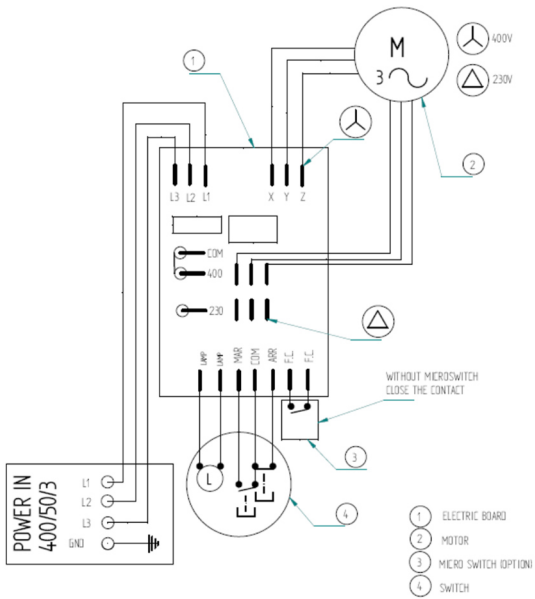 M
3
400V
230V
1
2
L3 L2 L1
X Y Z
COM
400
230
LAMP LAMP MAR COM ARR F.C. F.C.
WITHOUT MICROSWITCH
CLOSE THE CONTACT
3
L
4
POWER IN
400/50/3
L1
L2
L3
GND
1 ELECTRIC BOARD
2 MOTOR
3 MICRO SWITCH (OPTION)
4 SWITCH